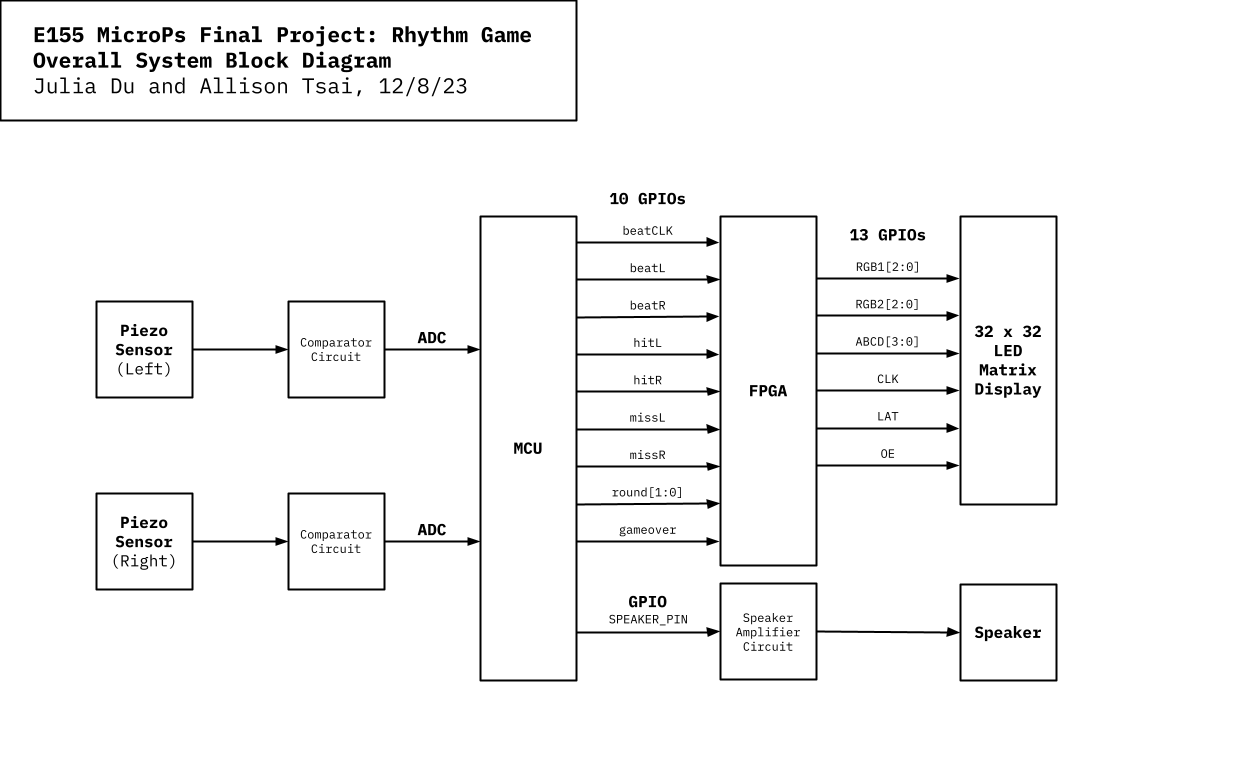 E155 MicroPs Final Project: Rhythm Game
Overall System Block Diagram
Julia Du and Allison Tsai, 12/8/23
Piezo
Sensor
(Left)
Comparator
Circuit
ADC
Piezo
Sensor
(Right)
Comparator
Circuit
ADC
MCU
10 GPIOs
beatCLK
beatL
beatR
hitL
hitR
missL
missR
round[1:0]
gameover
GPIO
SPEAKER_PIN
FPGA
13 GPIOs
RGB1[2:0]
RGB2[2:0]
ABCD[3:0]
CLK
LAT
OE
32 x 32
LED
Matrix
Display
Speaker
Amplifier
Circuit
Speaker